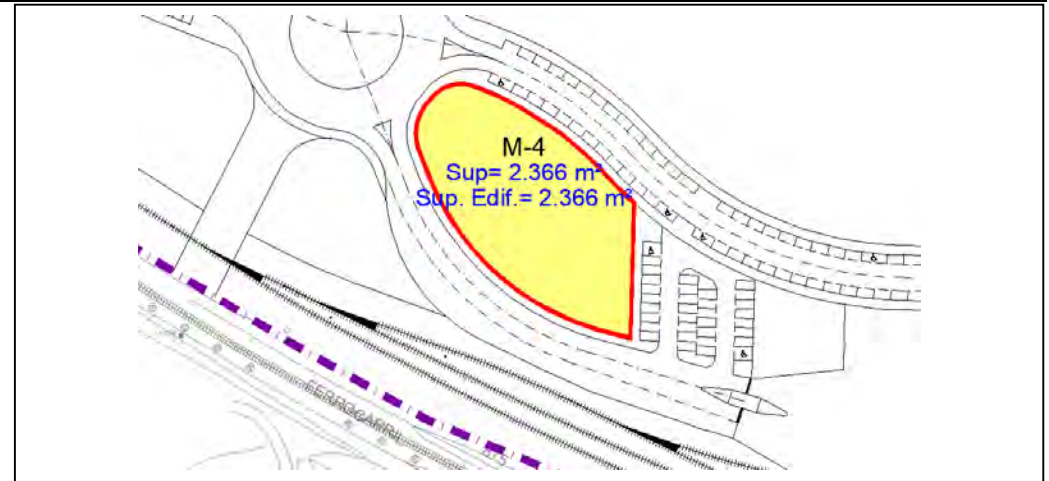 M-4
Sup= 2.366 m²
Sup. Edif.= 2.366 m²
FERROCARRIL